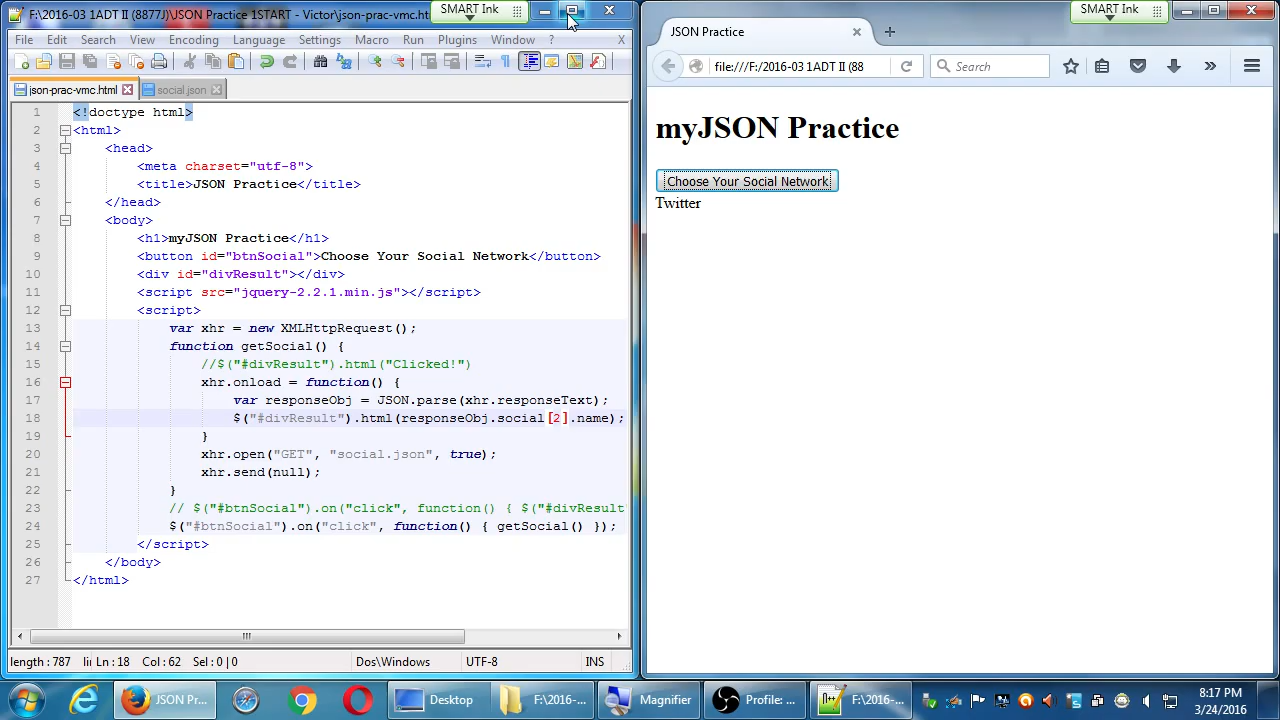 F:\2016-03 1ADT II (8877J)\JSON Practice 1START - Victor\json-prac-vmc.ht
SMART Ink
File Edit Search View Encoding Language Settings Macro Run Plugins Window ? X
json-prac-vmc.html
social.json
1 <!doctype html>
2 <html>
3 <head>
4 <meta charset="utf-8">
5 <title>JSON Practice</title>
6 </head>
7 <body>
8 <h1>myJSON Practice</h1>
9 <button id="btnSocial">Choose Your Social Network</button>
10 <div id="divResult"></div>
11 <script src="jquery-2.2.1.min.js"></script>
12 <script>
13 var xhr = new XMLHttpRequest();
14 function getSocial() {
15 //$("#divResult").html("Clicked!")
16 xhr.onload = function() {
17 var responseObj = JSON.parse(xhr.responseText);
18 $("#divResult").html(responseObj.social[2].name);
19 }
20 xhr.open("GET", "social.json", true);
21 xhr.send(null);
22 }
23 // $("#btnSocial").on("click", function() { $("#divResult"
24 $("#btnSocial").on("click", function() { getSocial() });
25 </script>
26 </body>
27 </html>
length : 787 li Ln : 18 Col : 62 Sel : 0 | 0 Dos\Windows UTF-8 INS
SMART Ink
JSON Practice
file:///F:/2016-03 1ADT II (88
Search
myJSON Practice
Choose Your Social Network
Twitter
JSON Pr...
Desktop
F:\2016-...
Magnifier
Profile: ...
F:\2016-...
8:17 PM
3/24/2016